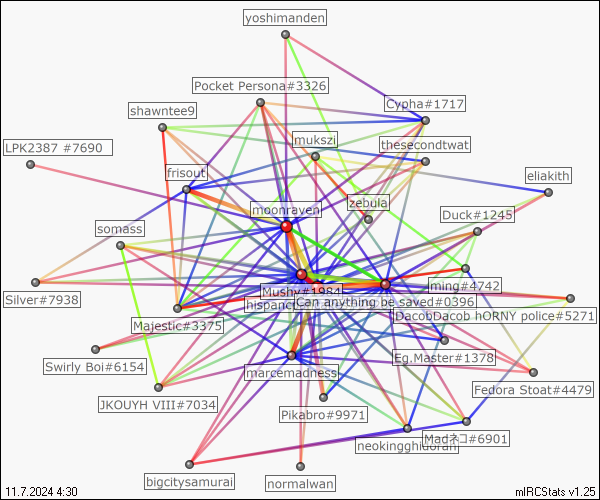 yoshimanden
Pocket Persona#3326
Cypha#1717
shawntee9
mukszi
thesecondtwat
LPK2387 #7690
frisout
eliakith
zebula
moonraven
Duck#1245
somass
ming#4742
Mushy#1984
Silver#7938
Can anything be saved#0396
DacobDacob hORNY police#5271
Majestic#3375
Eg.Master#1378
Swirly Boi#6154
marcemadness
Fedora Stoat#4479
JKOUYH VIII#7034
Pikabro#9971
neokingghidorah
Madネコ#6901
bigcitysamurai
normalwan
11.7.2024 4:30
mIRCStats v1.25